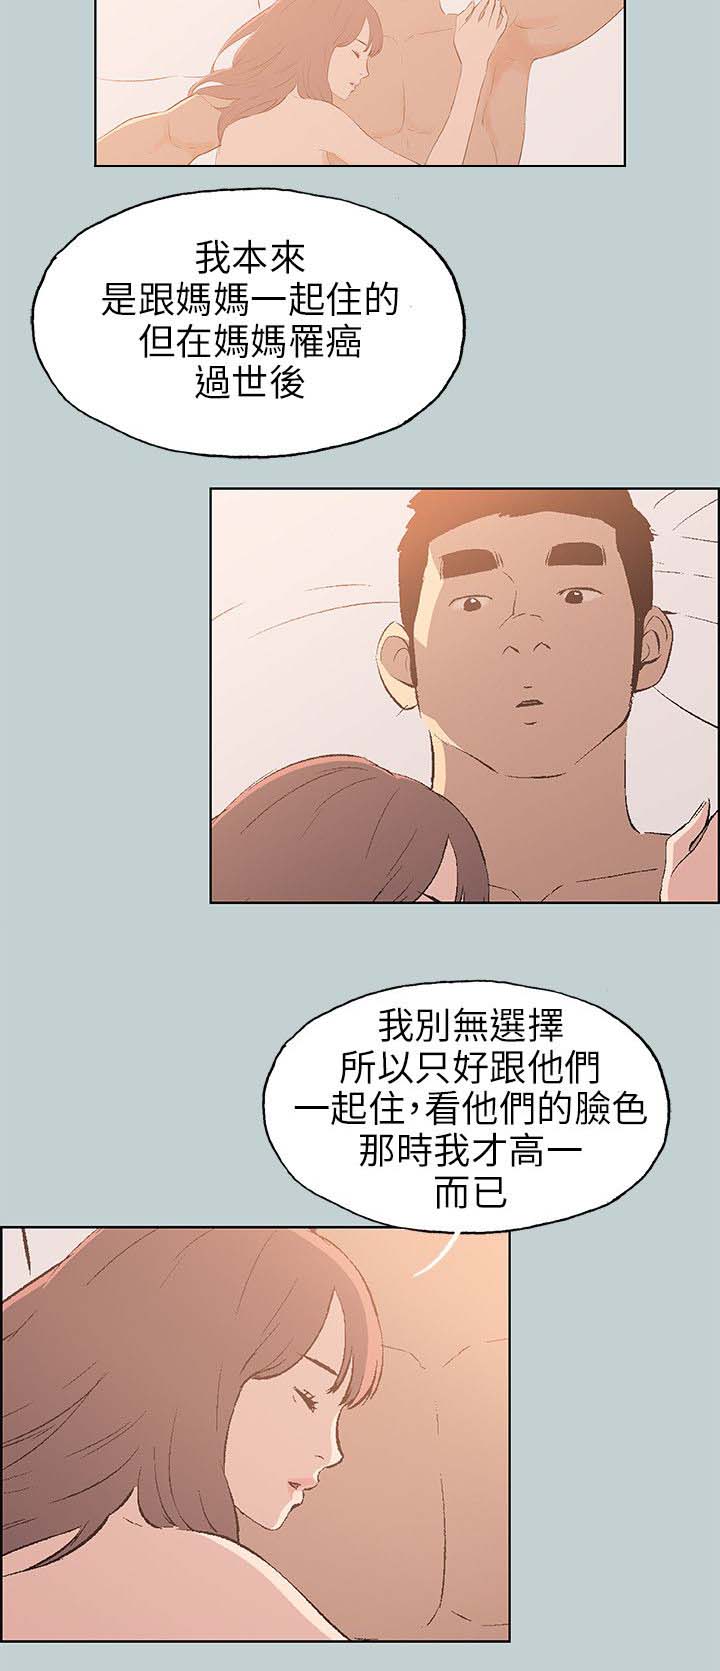 我本來
是跟媽媽一起住的
但在媽媽罹癌
過世後
我別無選擇
所以只好跟他們
一起住，看他們的臉色
那時我才高一
而已